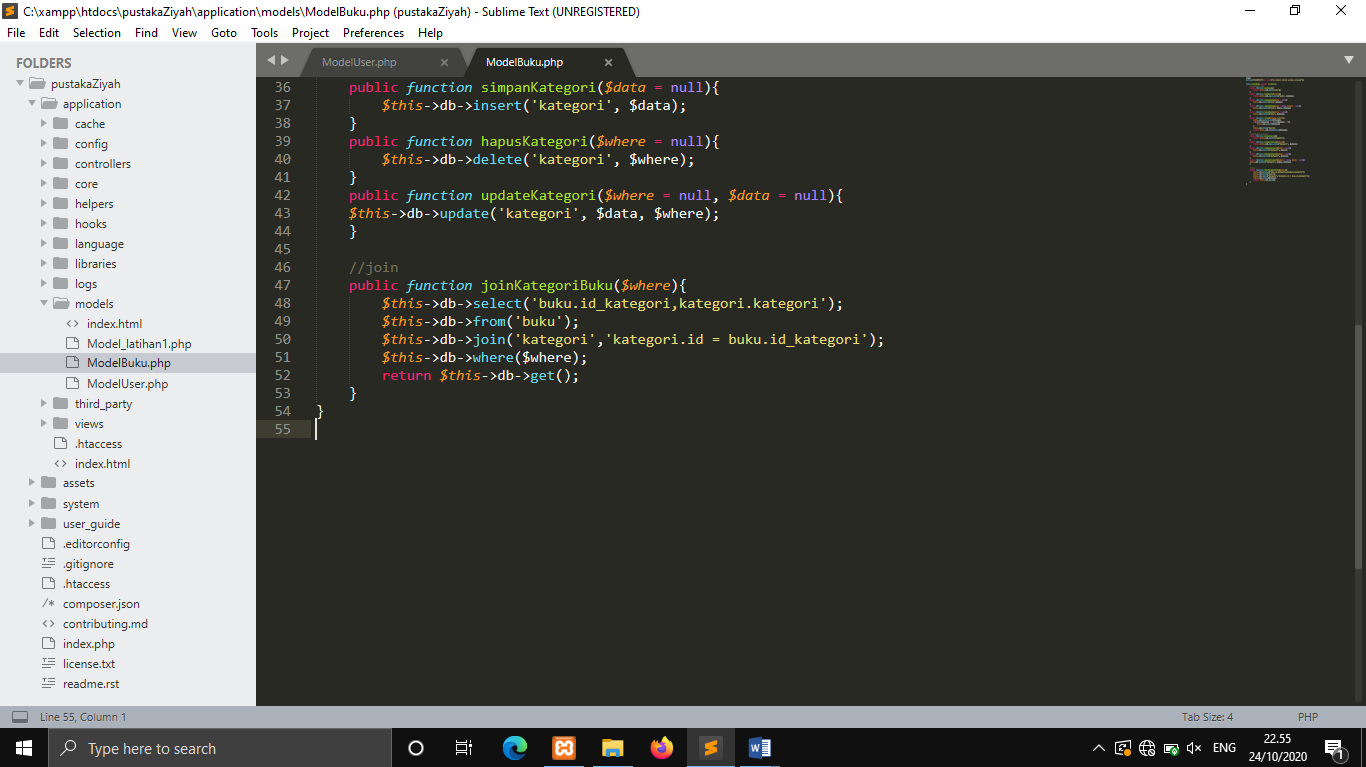 C:\xampp\htdocs\pustakaZiyah\application\models\ModelBuku.php (pustakaZiyah) - Sublime Text (UNREGISTERED)
File Edit Selection Find View Goto Tools Project Preferences Help
FOLDERS
pustakaZiyah
application
cache
config
controllers
core
helpers
hooks
language
libraries
logs
models
index.html
Model_latihan1.php
ModelBuku.php
ModelUser.php
third_party
views
.htaccess
index.html
assets
system
user_guide
.editorconfig
.gitignore
.htaccess
composer.json
contributing.md
index.php
license.txt
readme.rst
ModelUser.php ModelBuku.php
36 public function simpanKategori($data = null){
37 $this->db->insert('kategori', $data);
38 }
39 public function hapusKategori($where = null){
40 $this->db->delete('kategori', $where);
41 }
42 public function updateKategori($where = null, $data = null){
43 $this->db->update('kategori', $data, $where);
44 }
45
46 //join
47 public function joinKategoriBuku($where){
48 $this->db->select('buku.id_kategori,kategori.kategori');
49 $this->db->from('buku');
50 $this->db->join('kategori','kategori.id = buku.id_kategori');
51 $this->db->where($where);
52 return $this->db->get();
53 }
54 }
55
Line 55, Column 1 Tab Size: 4 PHP
Type here to search ENG 22.55
24/10/2020 1